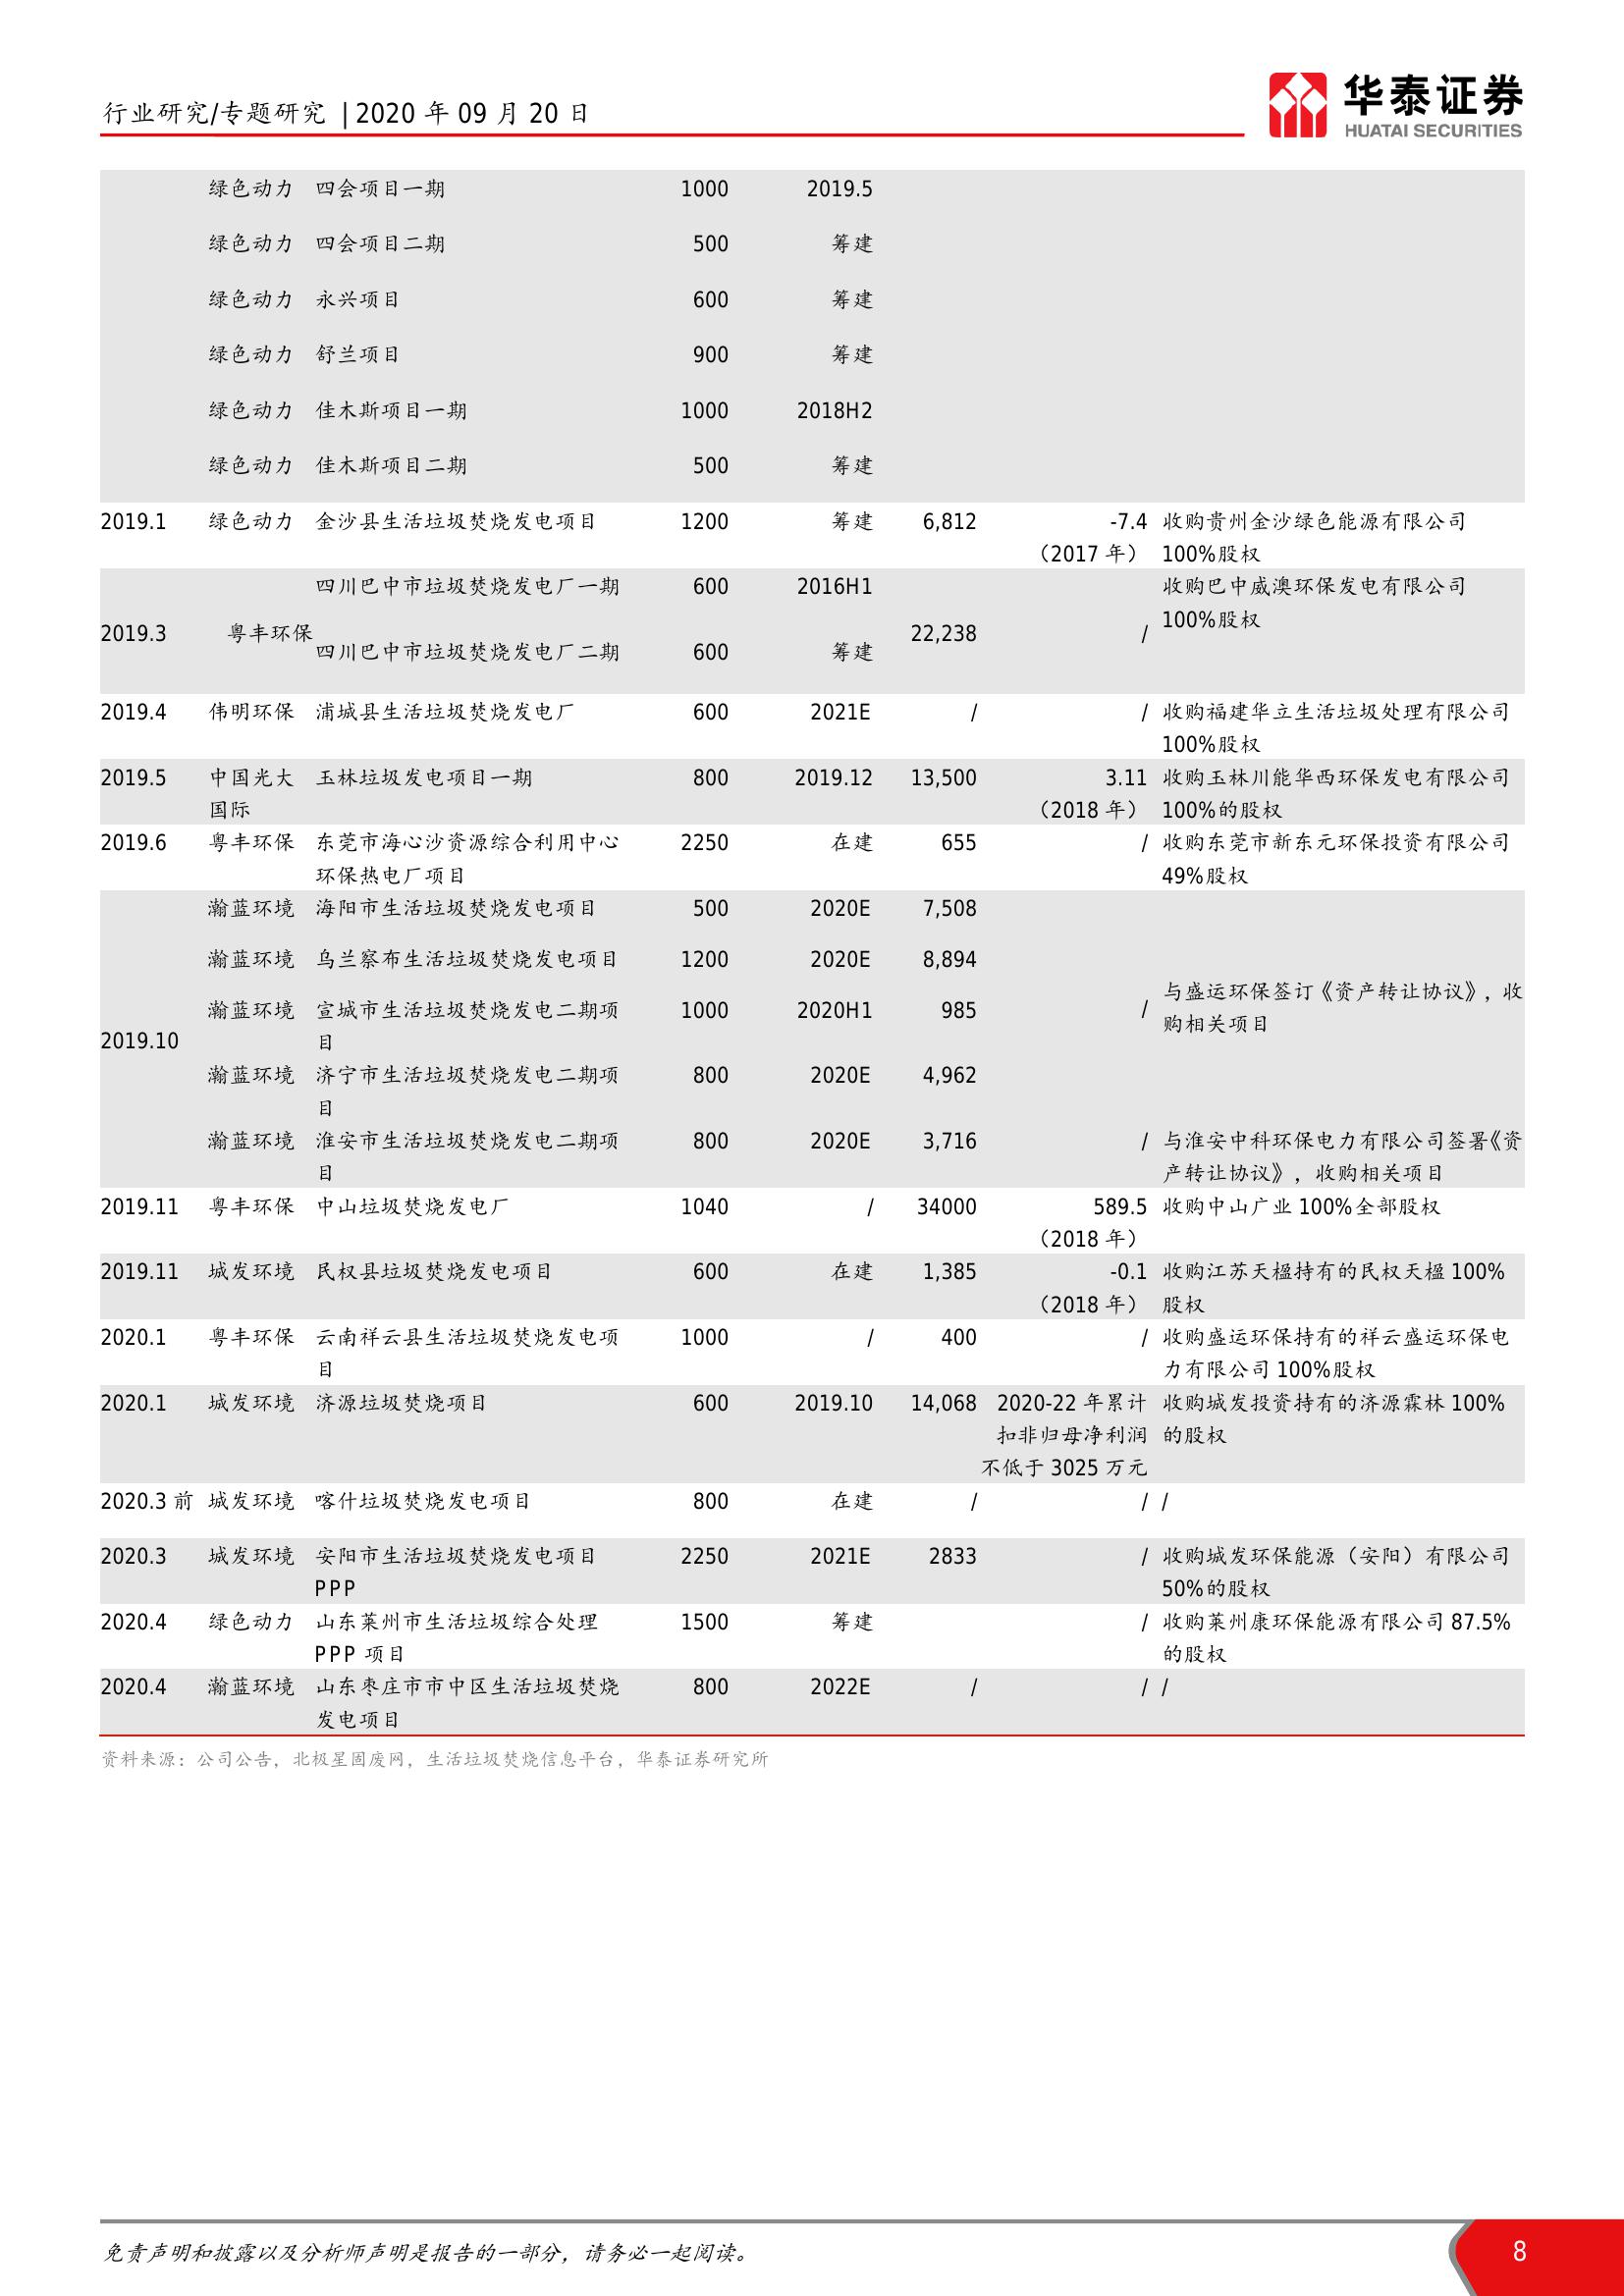 行业研究/专题研究 | 2020 年 09 月 20 日
华泰证券
HUATAI SECURITIES
绿色动力 四会项目一期 1000 2019.5
绿色动力 四会项目二期 500 筹建
绿色动力 永兴项目 600 筹建
绿色动力 舒兰项目 900 筹建
绿色动力 佳木斯项目一期 1000 2018H2
绿色动力 佳木斯项目二期 500 筹建
2019.1 绿色动力 金沙县生活垃圾焚烧发电项目 1200 筹建 6,812 -7.4 收购贵州金沙绿色能源有限公司
（2017 年） 100%股权
四川巴中市垃圾焚烧发电厂一期 600 2016H1 收购巴中威澳环保发电有限公司
100%股权
2019.3 粤丰环保 22,238 /
四川巴中市垃圾焚烧发电厂二期 600 筹建
2019.4 伟明环保 浦城县生活垃圾焚烧发电厂 600 2021E / / 收购福建华立生活垃圾处理有限公司
100%股权
2019.5 中国光大 玉林垃圾发电项目一期 800 2019.12 13,500 3.11 收购玉林川能华西环保发电有限公司
国际 （2018 年） 100%的股权
2019.6 粤丰环保 东莞市海心沙资源综合利用中心 2250 在建 655 / 收购东莞市新东元环保投资有限公司
环保热电厂项目 49%股权
瀚蓝环境 海阳市生活垃圾焚烧发电项目 500 2020E 7,508
瀚蓝环境 乌兰察布生活垃圾焚烧发电项目 1200 2020E 8,894
与盛运环保签订《资产转让协议》，收
瀚蓝环境 宣城市生活垃圾焚烧发电二期项 1000 2020H1 985 /
购相关项目
目
2019.10
瀚蓝环境 济宁市生活垃圾焚烧发电二期项 800 2020E 4,962
目
瀚蓝环境 淮安市生活垃圾焚烧发电二期项 800 2020E 3,716 / 与淮安中科环保电力有限公司签署《资
目 产转让协议》，收购相关项目
2019.11 粤丰环保 中山垃圾焚烧发电厂 1040 / 34000 589.5 收购中山广业 100%全部股权
（2018 年）
2019.11 城发环境 民权县垃圾焚烧发电项目 600 在建 1,385 -0.1 收购江苏天楹持有的民权天楹 100%
（2018 年） 股权
2020.1 粤丰环保 云南祥云县生活垃圾焚烧发电项 1000 / 400 / 收购盛运环保持有的祥云盛运环保电
目 力有限公司 100%股权
2020.1 城发环境 济源垃圾焚烧项目 600 2019.10 14,068 2020-22 年累计 收购城发投资持有的济源霖林 100%
扣非归母净利润 的股权
不低于 3025 万元
2020.3 前 城发环境 喀什垃圾焚烧发电项目 800 在建 / / /
2020.3 城发环境 安阳市生活垃圾焚烧发电项目 2250 2021E 2833 / 收购城发环保能源（安阳）有限公司
PPP 50%的股权
2020.4 绿色动力 山东莱州市生活垃圾综合处理 1500 筹建 / 收购莱州康环保能源有限公司 87.5%
PPP 项目 的股权
2020.4 瀚蓝环境 山东枣庄市市中区生活垃圾焚烧 800 2022E / / /
发电项目
资料来源：公司公告，北极星固废网，生活垃圾焚烧信息平台，华泰证券研究所
免责声明和披露以及分析师声明是报告的一部分，请务必一起阅读。
8